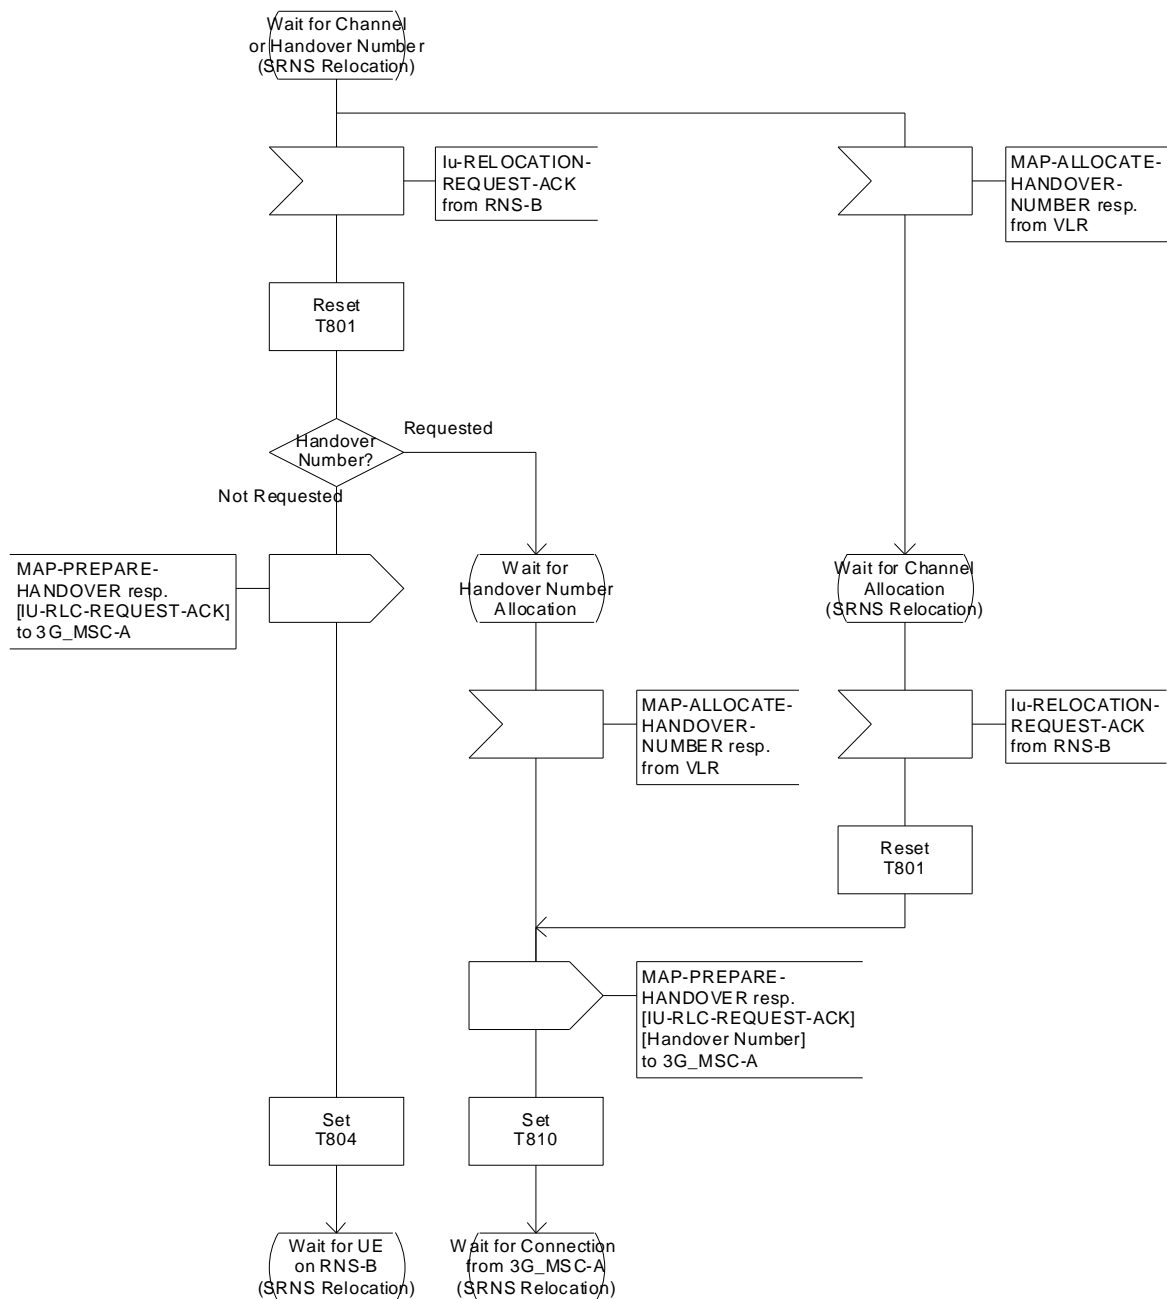 Wait for Channel
or Handover Number
(SRNS Relocation)
Iu-RELOCATION-
REQUEST-ACK
from RNS-B
MAP-ALLOCATE-
HANDOVER-
NUMBER resp.
from VLR
Reset
T801
Handover
Number?
Requested
Not Requested
MAP-PREPARE-
HANDOVER resp.
[IU-RLC-REQUEST-ACK]
to 3G_MSC-A
Wait for
Handover Number
Allocation
Wait for Channel
Allocation
(SRNS Relocation)
MAP-ALLOCATE-
HANDOVER-
NUMBER resp.
from VLR
Iu-RELOCATION-
REQUEST-ACK
from RNS-B
Reset
T801
MAP-PREPARE-
HANDOVER resp.
[IU-RLC-REQUEST-ACK]
[Handover Number]
to 3G_MSC-A
Set
T804
Set
T810
Wait for UE
on RNS-B
(SRNS Relocation)
Wait for Connection
from 3G_MSC-A
(SRNS Relocation)